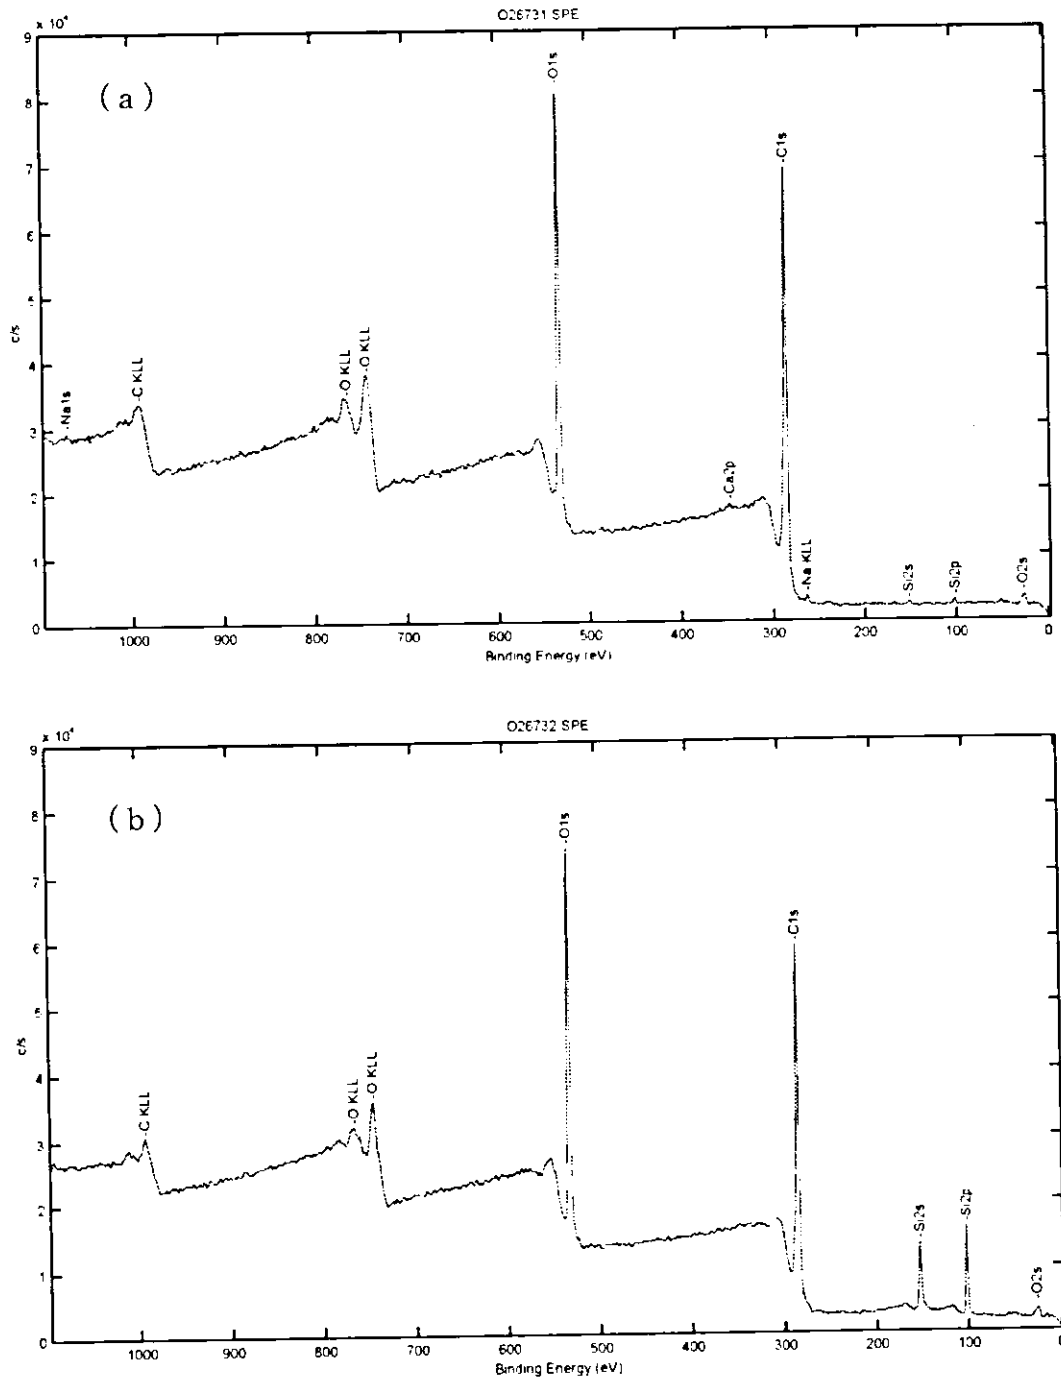 O26731 SPE
x 10⁴
(a)
9
8
7
6
5
4
3
2
1
0
c/s
-Na1s
-C KLL
-O KLL
-O KLL
-O1s
-Ca2p
-C1s
-Na KLL
-Si2s
-Si2p
-O2s
1000 900 800 700 600 500 400 300 200 100 0
Binding Energy (eV)
O26732 SPE
x 10⁴
(b)
9
8
7
6
5
4
3
2
1
0
c/s
-C KLL
-O KLL
-O KLL
-O1s
-C1s
-Si2s
-Si2p
-O2s
1000 900 800 700 600 500 400 300 200 100 0
Binding Energy (eV)